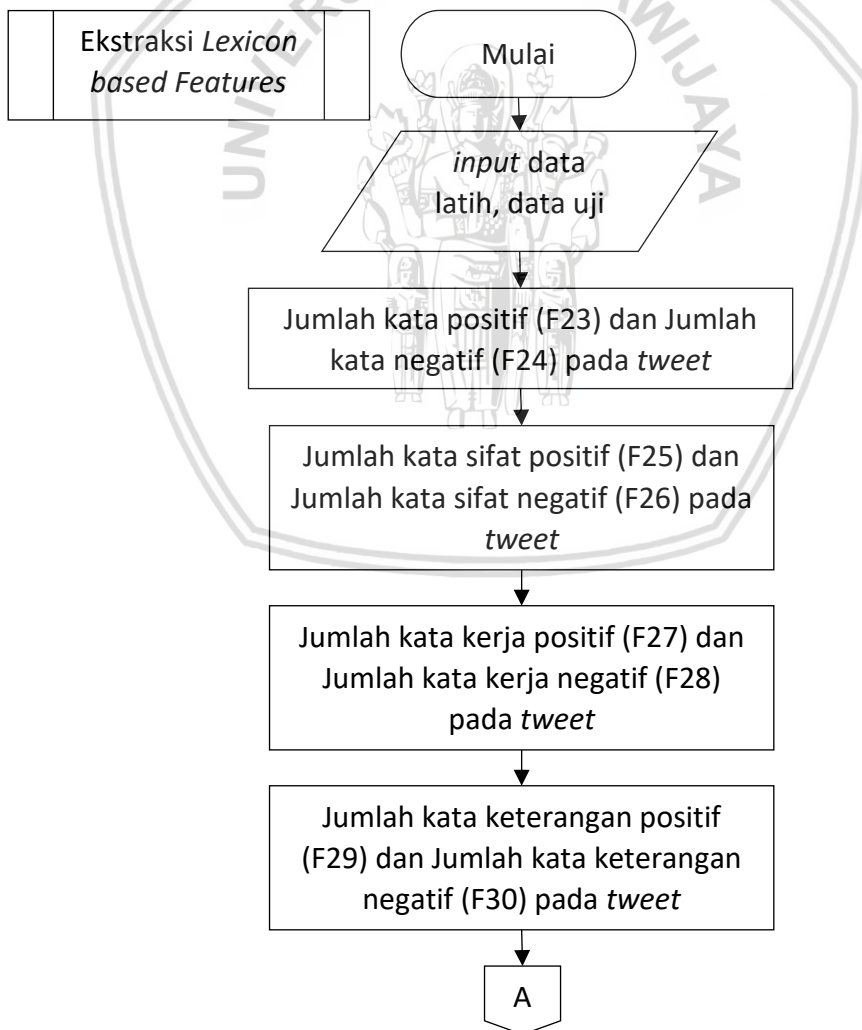 Ekstraksi Lexicon
based Features
Mulai
input data
latih, data uji
Jumlah kata positif (F23) dan Jumlah
kata negatif (F24) pada tweet
Jumlah kata sifat positif (F25) dan
Jumlah kata sifat negatif (F26) pada
tweet
Jumlah kata kerja positif (F27) dan
Jumlah kata kerja negatif (F28)
pada tweet
Jumlah kata keterangan positif
(F29) dan Jumlah kata keterangan
negatif (F30) pada tweet
A